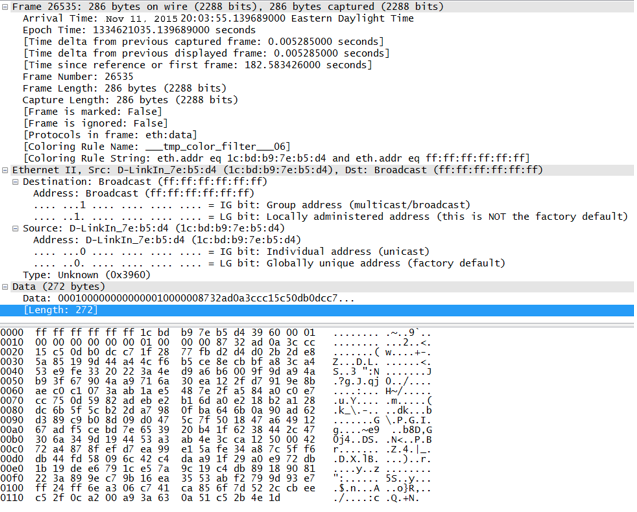 Frame 26535: 286 bytes on wire (2288 bits), 286 bytes captured (2288 bits)
Arrival Time: Nov 11, 2015 20:03:55.139689000 Eastern Daylight Time
Epoch Time: 1334621035.139689000 seconds
[Time delta from previous captured frame: 0.005285000 seconds]
[Time delta from previous displayed frame: 0.005285000 seconds]
[Time since reference or first frame: 182.583426000 seconds]
Frame Number: 26535
Frame Length: 286 bytes (2288 bits)
Capture Length: 286 bytes (2288 bits)
[Frame is marked: False]
[Frame is ignored: False]
[Protocols in frame: eth:data]
[Coloring Rule Name: ___tmp_color_filter___06]
[Coloring Rule String: eth.addr eq 1c:bd:b9:7e:b5:d4 and eth.addr eq ff:ff:ff:ff:ff:ff]
Ethernet II, Src: D-LinkIn_7e:b5:d4 (1c:bd:b9:7e:b5:d4), Dst: Broadcast (ff:ff:ff:ff:ff:ff)
Destination: Broadcast (ff:ff:ff:ff:ff:ff)
Address: Broadcast (ff:ff:ff:ff:ff:ff)
.... ...1 .... .... .... .... = IG bit: Group address (multicast/broadcast)
.... ..1. .... .... .... .... = LG bit: Locally administered address (this is NOT the factory default)
Source: D-LinkIn_7e:b5:d4 (1c:bd:b9:7e:b5:d4)
Address: D-LinkIn_7e:b5:d4 (1c:bd:b9:7e:b5:d4)
.... ...0 .... .... .... .... = IG bit: Individual address (unicast)
.... ..0. .... .... .... .... = LG bit: Globally unique address (factory default)
Type: Unknown (0x3960)
Data (272 bytes)
Data: 0001000000000000010000008732ad0a3ccc15c50db0dcc7...
[Length: 272]
0000 ff ff ff ff ff ff 1c bd b9 7e b5 d4 39 60 00 01 ........ .~..9`..
0010 00 00 00 00 00 01 00 00 00 87 32 ad 0a 3c cc ........ ..2..<.
0020 15 c5 0d b0 dc c7 1f 28 77 fb d2 d4 d0 2b 2d e8 .......( w....+-.
0030 5a 85 19 9d 44 a4 4c f6 b5 ce 8e cb bf a8 3c a4 Z...D.L. ......<.
0040 53 e9 fe 33 20 22 3a 4e d9 a6 b6 00 9f 9d a9 4a S..3 ":N .......J
0050 b9 3f 67 90 4a a9 71 6a 30 ea 12 2f d7 91 9e 8b .?g.J.qj 0../....
0060 ae c0 c1 07 3a ab 1a e5 48 7e 2f a5 84 a0 c0 e7 ....:... H~/.....
0070 cc 75 0d 59 82 ad eb e2 b1 6d a0 e2 18 b2 a1 28 .u.Y.... .m.....(
0080 dc 6b 5f 5c b2 2d a7 98 0f ba 64 6b 0a 90 ad 62 .k_\.-.. ..dk...b
0090 d3 89 c9 b0 8d 09 d0 47 5c 7f 50 18 47 a6 49 12 .......G \.P.G.I.
00a0 67 ad f5 ce bd 7e 65 39 20 b4 1f 62 38 44 2c 47 g....~e9 ..b8D,G
00b0 30 6a 34 9d 19 44 53 a3 ab 4e 3c ca 12 50 00 42 0j4..DS. .N<..P.B
00c0 72 a4 87 8f ef d7 ea 99 e1 5a fe 34 a8 7c 5f f6 r....... .Z.4.|_.
00d0 db 44 fd 58 09 6c 42 c4 da a9 1f 29 a0 e9 72 db .D.X.lB. ...)..r.
00e0 1b 19 de e6 79 1c e5 7a 9c 19 c4 db 89 18 90 81 ....y..z ........
00f0 22 3a 89 9e c7 9b 16 ea 35 53 ab f2 79 9d 93 e7 ":...... 5S..y...
0100 ff 24 ff 6e a3 06 c7 41 ca 85 6f 7d 52 2c cb ee .$.n...A ..o}R,..
0110 c5 2f 0c a2 00 a9 3a 63 0a 51 c5 2b 4e 1d ./....:c .Q.+N.